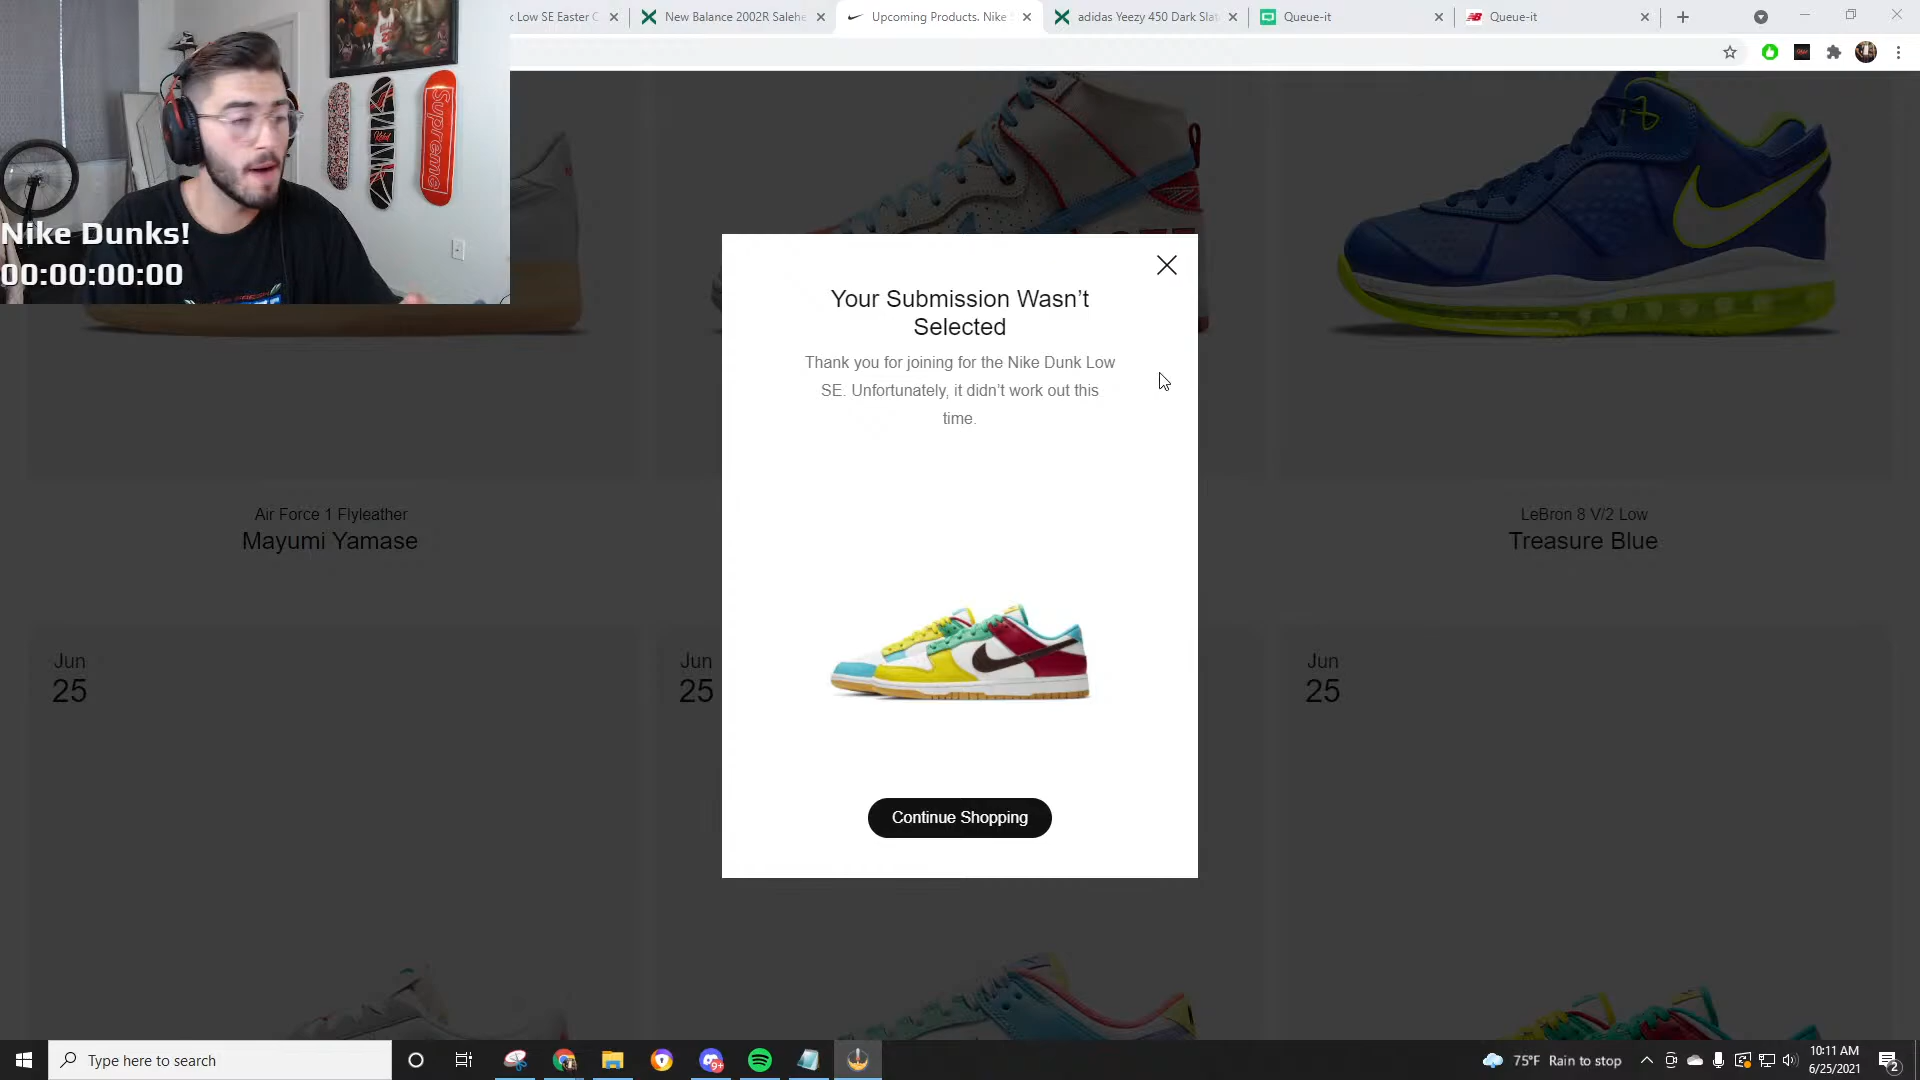 k Low SE Easter C
New Balance 2002R Salehe
Upcoming Products. Nike S
adidas Yeezy 450 Dark Slat
Queue-it
Queue-it
Supreme
Nike Dunks!
00:00:00:00
Your Submission Wasn’t
Selected
Thank you for joining for the Nike Dunk Low
SE. Unfortunately, it didn’t work out this
time.
Continue Shopping
Air Force 1 Flyleather
Mayumi Yamase
LeBron 8 V/2 Low
Treasure Blue
Jun
25
Jun
25
Jun
25
Type here to search
9+
75°F Rain to stop
10:11 AM
6/25/2021
2